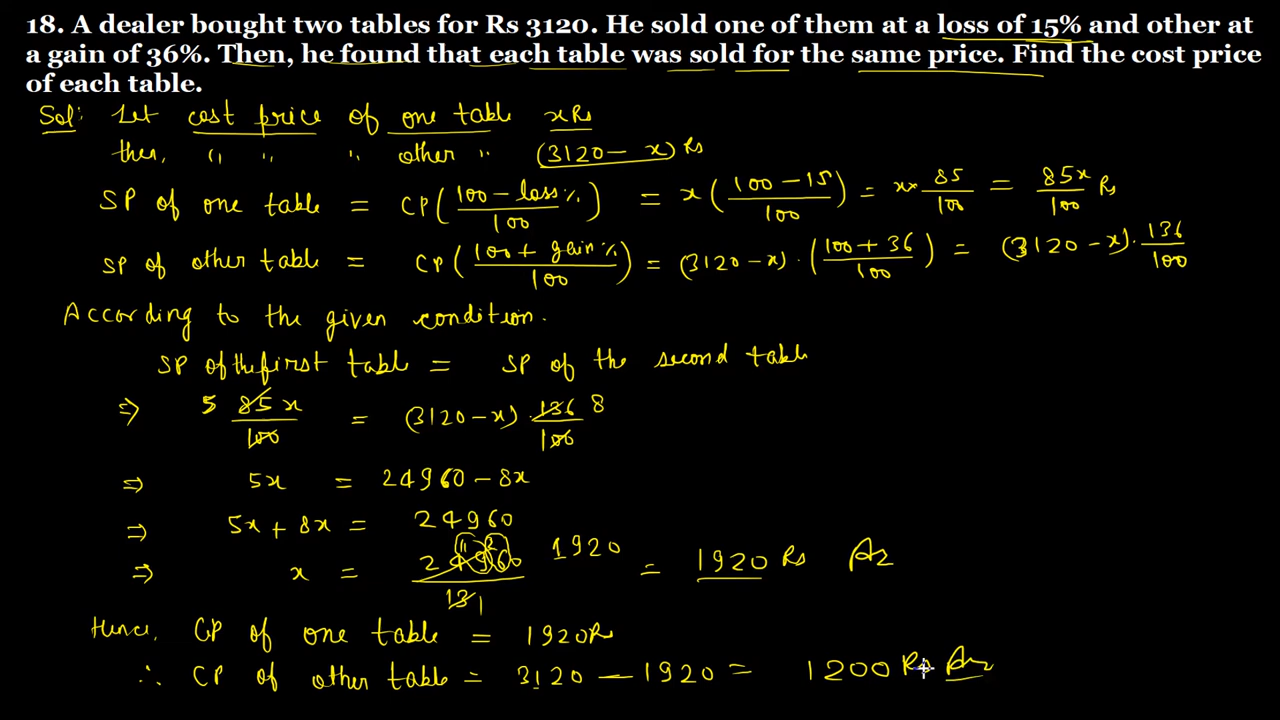 18. A dealer bought two tables for Rs 3120. He sold one of them at a loss of 15% and other at
a gain of 36%. Then, he found that each table was sold for the same price. Find the cost price
of each table.
Sol: Let cost price of one table x Rs
then, " " " other " (3120 - x) Rs
SP of one table = CP (100 - loss% / 100) = x (100 - 15 / 100) = x × 85/100 = 85x/100 Rs
SP of other table = CP (100 + gain% / 100) = (3120 - x) · (100 + 36 / 100) = (3120 - x) · 136/100
According to the given condition.
SP of the first table = SP of the second table
⇒ 5 85x/100 = (3120 - x) · 136/100 8
⇒ 5x = 24960 - 8x
⇒ 5x + 8x = 24960
⇒ x = 24960/13 1 1920 = 1920 Rs
Hence, CP of one table = 1920 Rs
∴ CP of other table = 3120 - 1920 = 1200 Rs